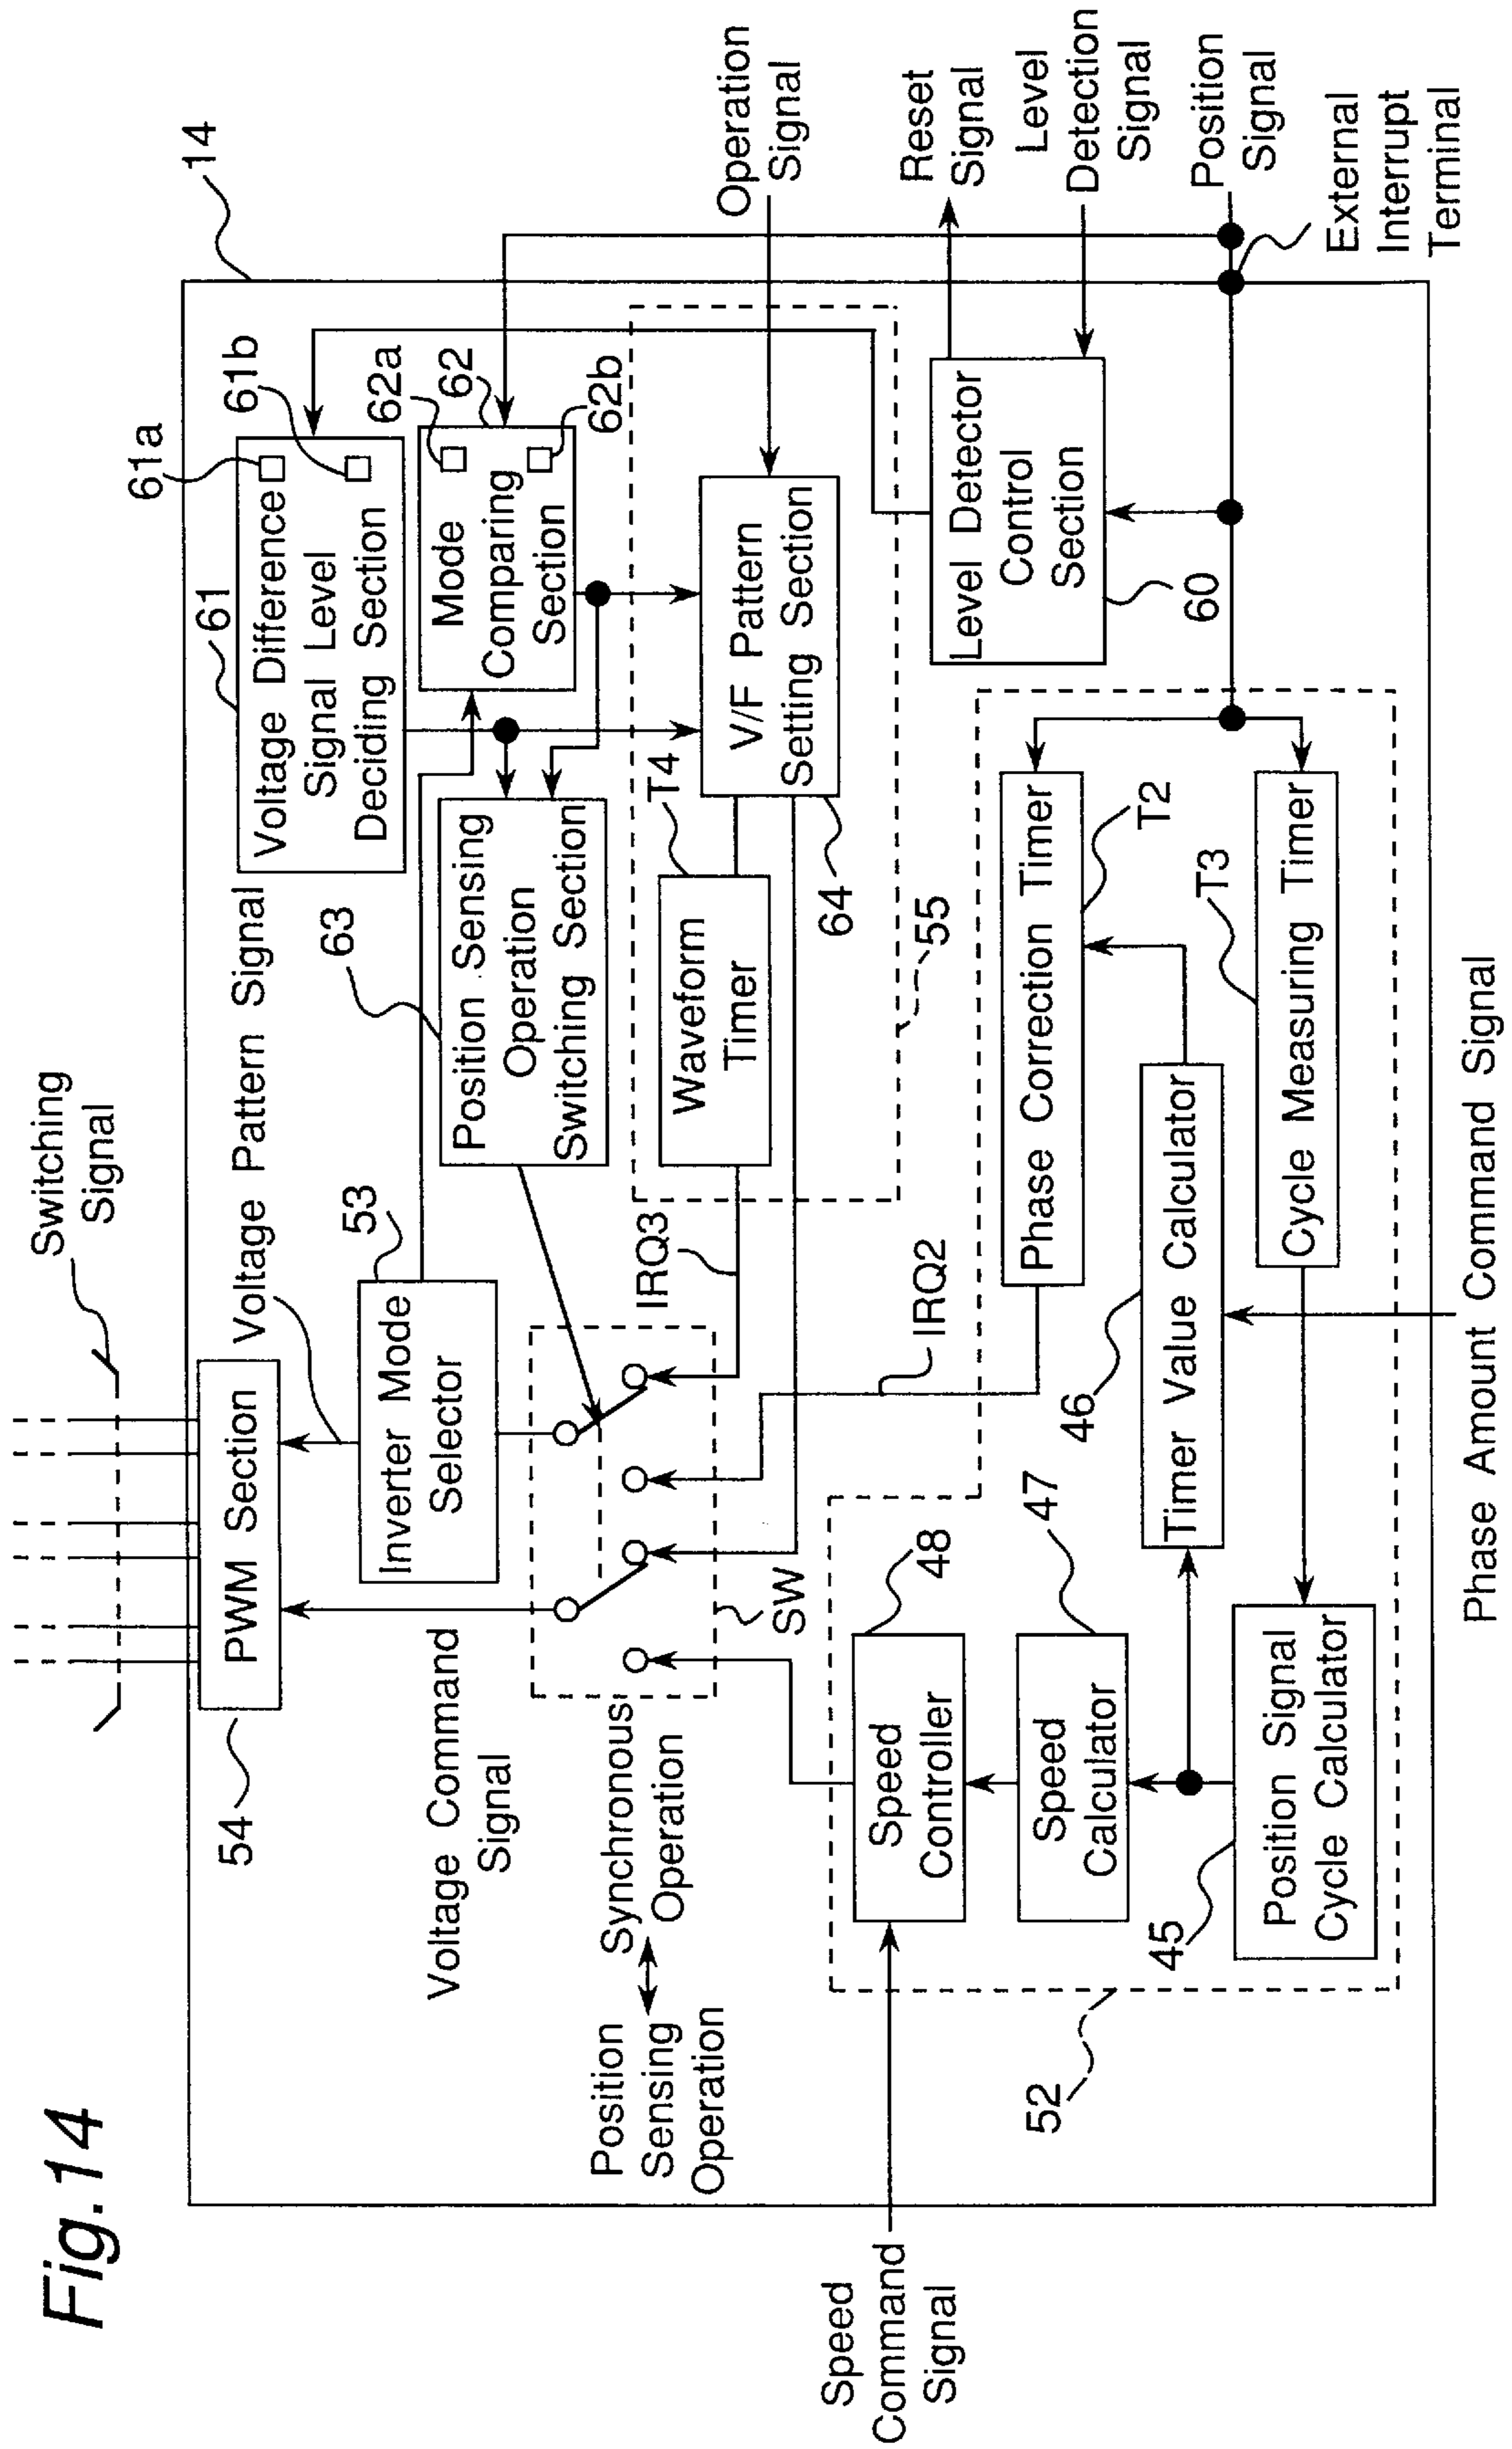 Fig.14
Switching
Signal
14
54
PWM Section
Voltage Pattern Signal
61
61a
61b
Voltage Difference
Signal Level
Deciding Section
53
Inverter Mode
Selector
63
62a
62
62b
Mode
Comparing
Section
Voltage Command
Signal
Position Sensing
Operation
Switching Section
Position
Sensing
Operation
Synchronous
Operation
SW
IRQ3
T4
Waveform
Timer
V/F Pattern
Setting Section
64
55
Operation
Signal
IRQ2
Speed
Command
Signal
48
Speed
Controller
47
Speed
Calculator
Level Detector
Control
Section
60
Reset
Signal
Level
Detection
Signal
Phase Correction Timer
T2
46
Timer Value Calculator
T3
Cycle Measuring Timer
45
Position Signal
Cycle Calculator
52
Position
Signal
External
Interrupt
Terminal
Phase Amount Command Signal